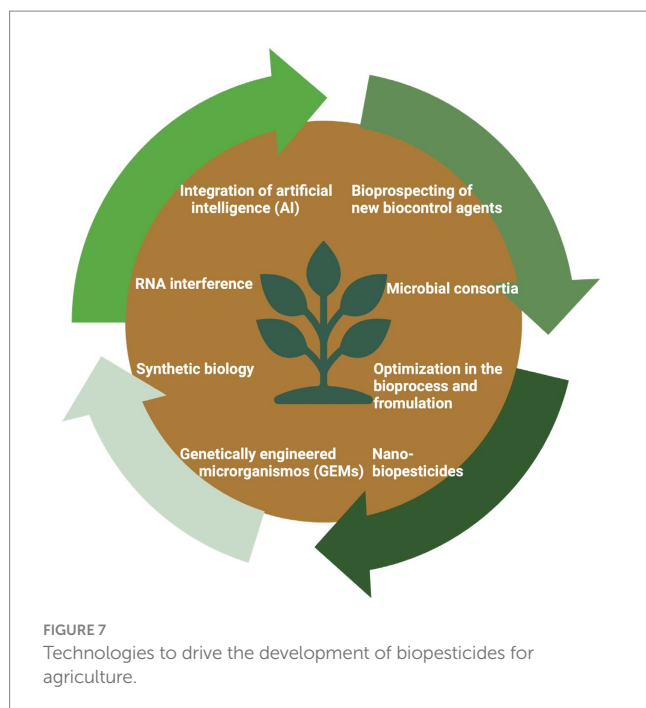 Integration of artificial
intelligence (AI)
Bioprospecting of
new biocontrol agents
RNA interference
Microbial consortia
Synthetic biology
Optimization in the
bioprocess and
fromulation
Genetically engineered
microrganismos (GEMs)
Nano-
biopesticides
FIGURE 7
Technologies to drive the development of biopesticides for
agriculture.